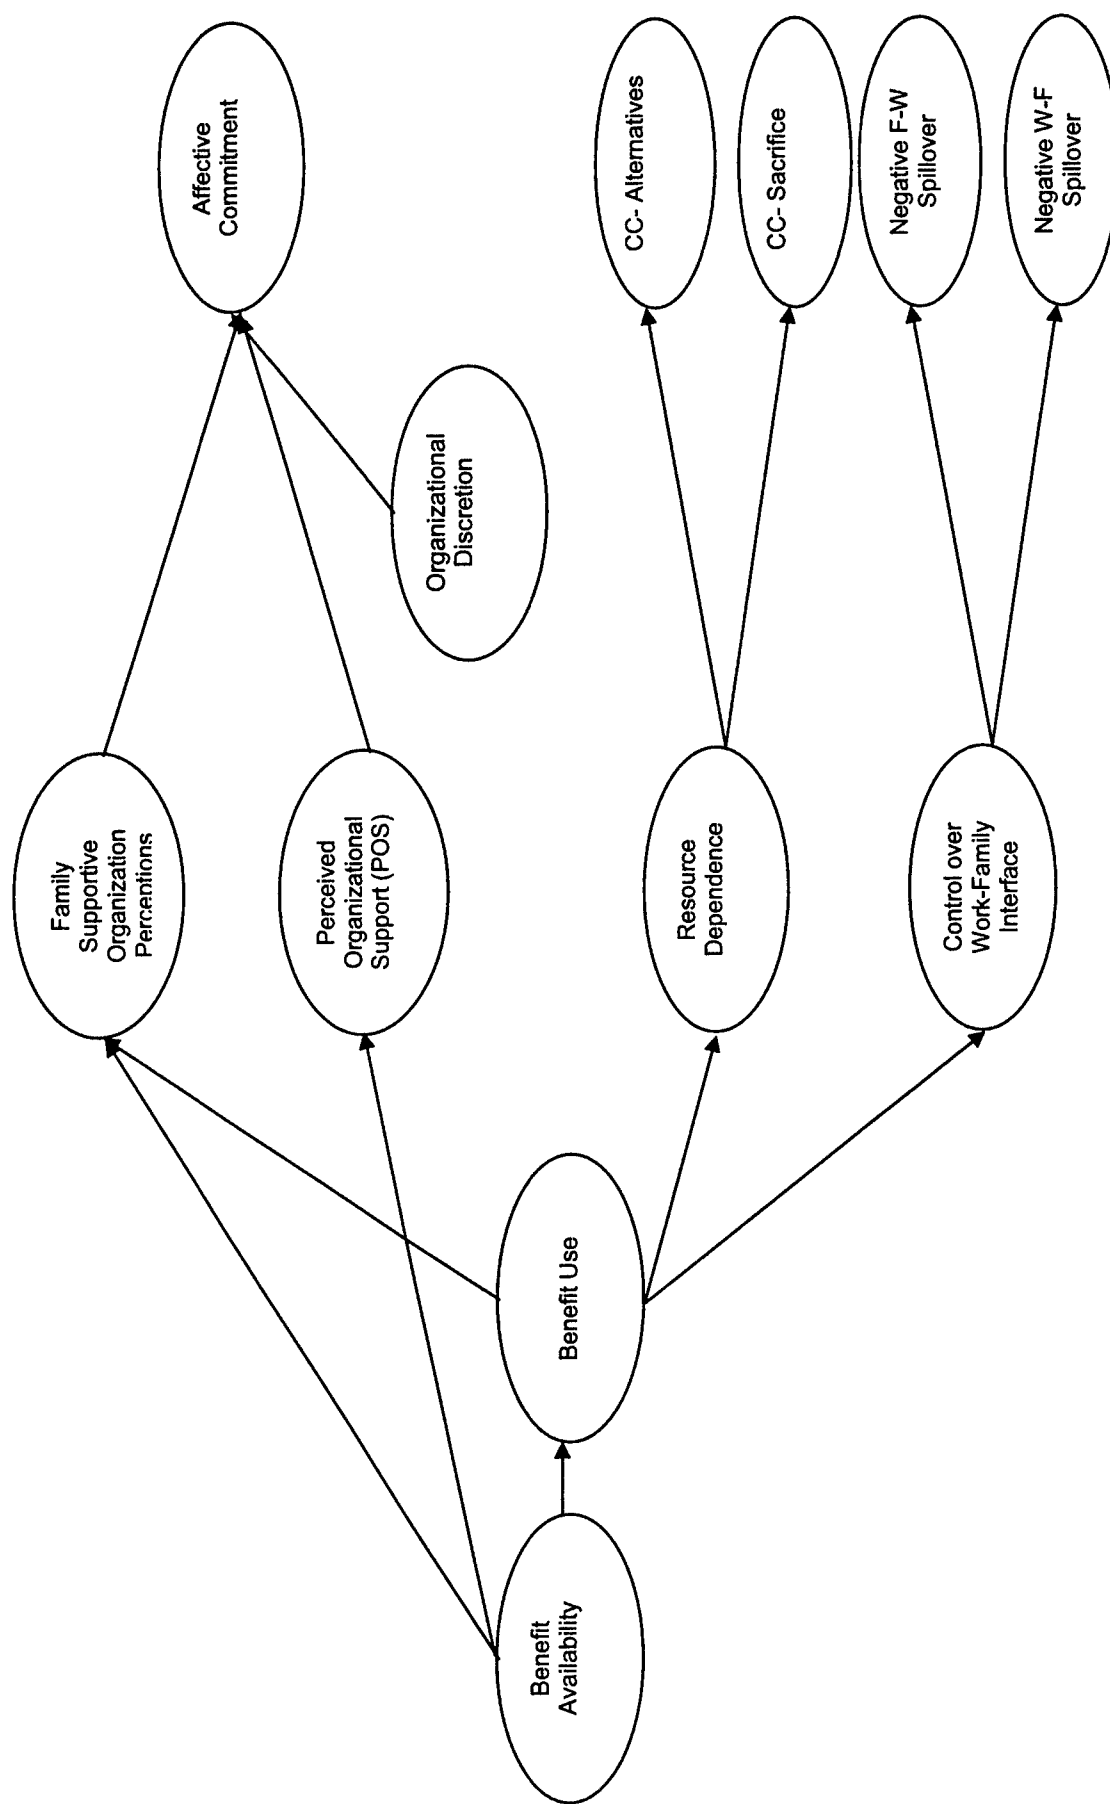 Benefit
Availability
Benefit Use
Family
Supportive
Organization
Perceptions
Perceived
Organizational
Support (POS)
Resource
Dependence
Control over
Work-Family
Interface
Organizational
Discretion
Affective
Commitment
CC- Alternatives
CC- Sacrifice
Negative F-W
Spillover
Negative W-F
Spillover